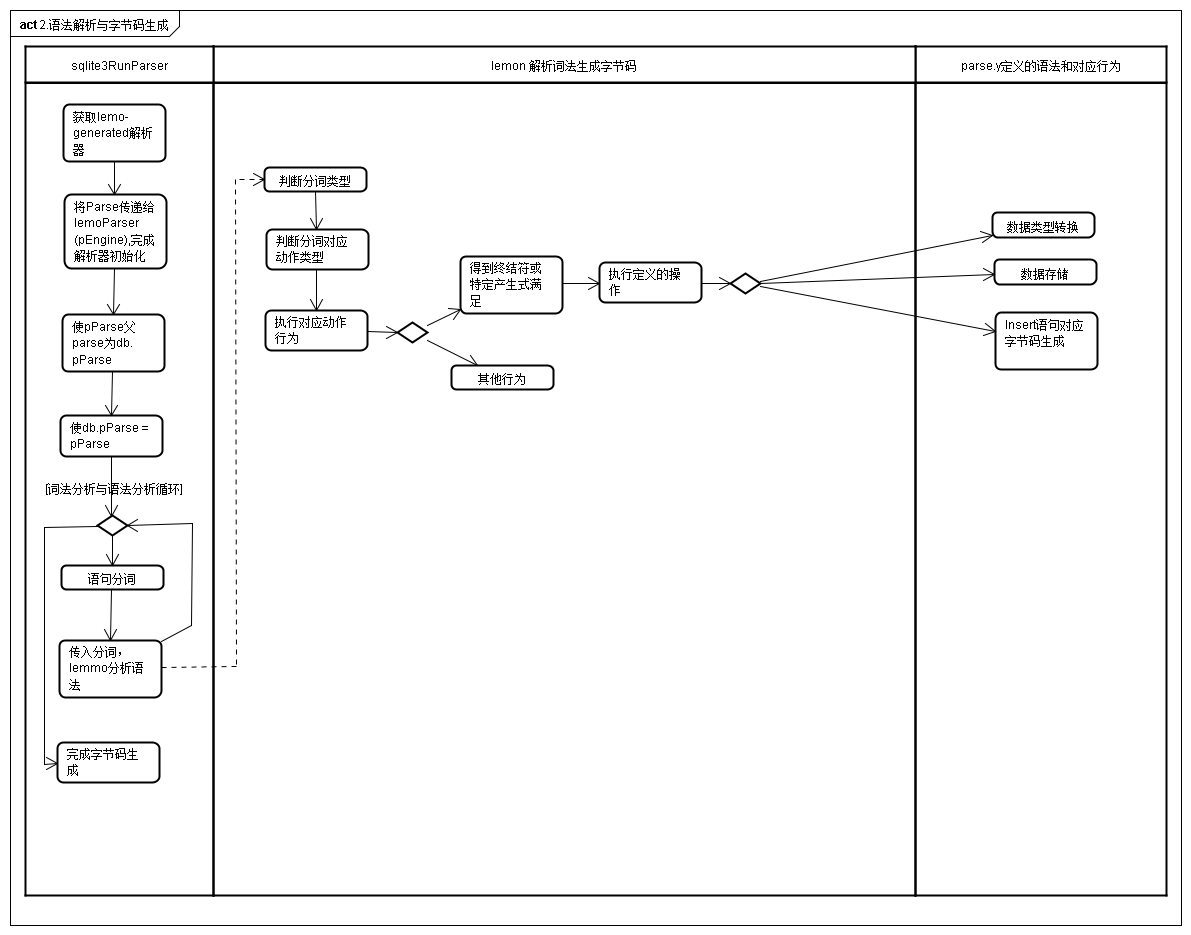 act 2.语法解析与字节码生成
sqlite3RunParser
lemon 解析词法生成字节码
parse.y定义的语法和对应行为
获取lemo-
generated解析
器
将Parse传递给
lemoParser
(pEngine),完成
解析器初始化
使pParse父
parse为db.
pParse
使db.pParse =
pParse
[词法分析与语法分析循环]
语句分词
传入分词，
lemmo分析语
法
完成字节码生
成
判断分词类型
判断分词对应
动作类型
执行对应动作
行为
得到终结符或
特定产生式满
足
其他行为
执行定义的操
作
数据类型转换
数据存储
Insert语句对应
字节码生成